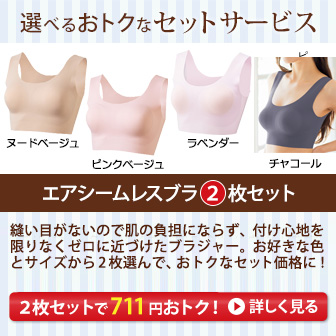 選べるおトクなセットサービス
ヌードベージュ
ピンクベージュ
ラベンダー
チャコール
エアシームレスブラ2枚セット
縫い目がないので肌の負担にならず、付け心地を
限りなくゼロに近づけたブラジャー。お好きな色
とサイズから2枚選んで、おトクなセット価格に!
2枚セットで711円おトク! 詳しく見る